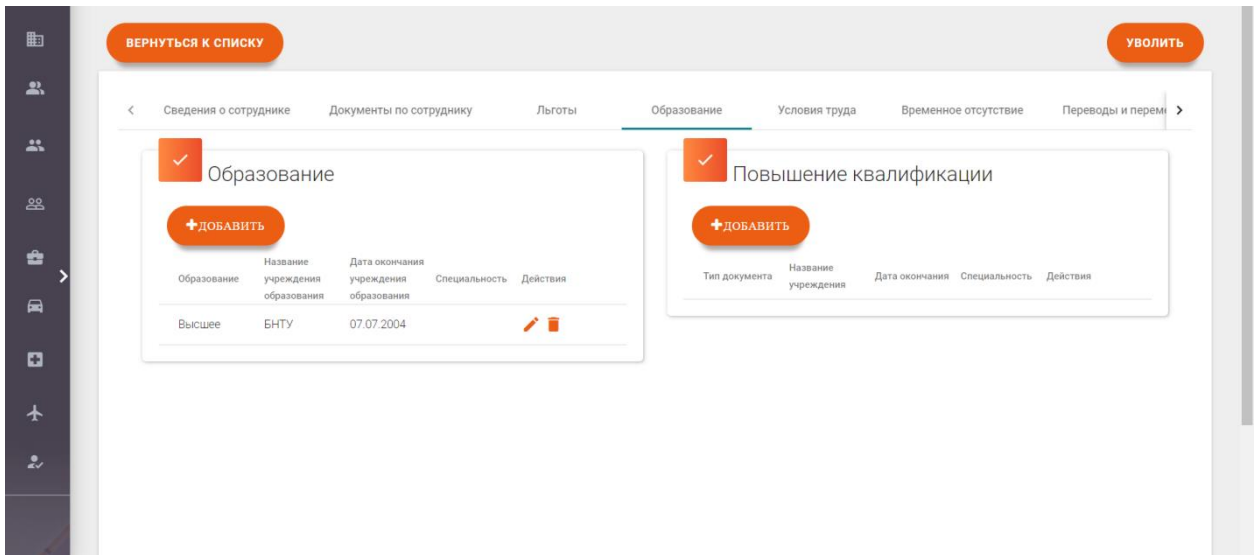 ВЕРНУТЬСЯ К СПИСКУ
УВОЛИТЬ
Сведения о сотруднике Документы по сотруднику Льготы Образование Условия труда Временное отсутствие Переводы и перем
Образование
ДОБАВИТЬ
Образование Название учреждения образования Дата окончания учреждения образования Специальность Действия
Высшее БНТУ 07.07.2004
Повышение квалификации
ДОБАВИТЬ
Тип документа Название учреждения Дата окончания Специальность Действия